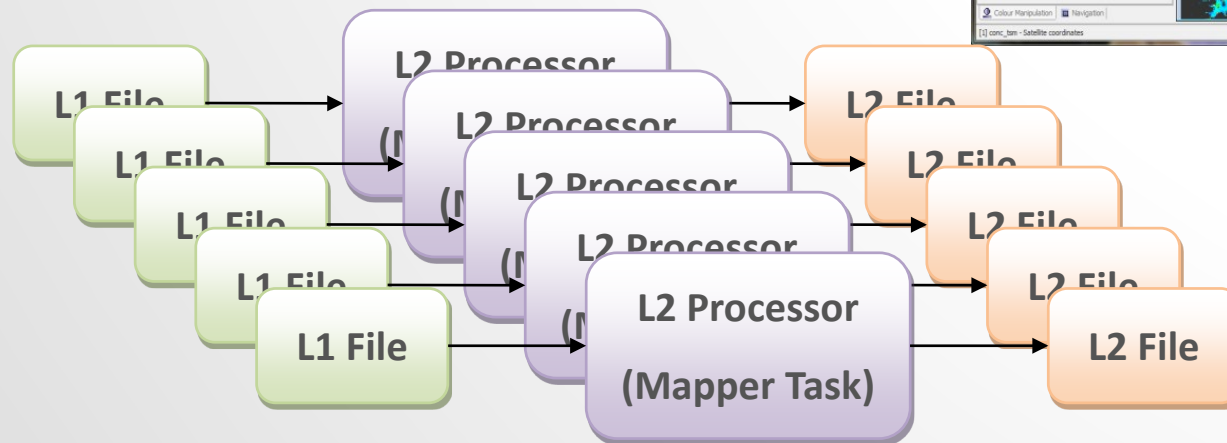 Colour Manipulation Navigation
[1] conc_tsm - Satellite coordinates
L1 File
L1 File
L1 File
L1 File
L1 File
L2 Processor
(M
L2 Processor
(M
L2 Processor
(M
L2 Processor
(M
L2 Processor
(Mapper Task)
L2 File
L2 File
L2 File
L2 File
L2 File